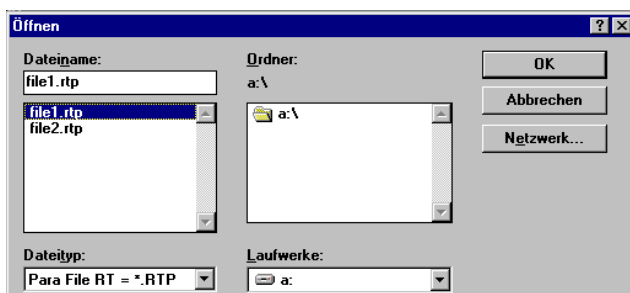 Öffnen
Dateiname:
file1.rtp
file1.rtp
file2.rtp
Dateityp:
Para File RT = *.RTP
Ordner:
a:\
a:\
Laufwerke:
a:
OK
Abbrechen
Netzwerk...